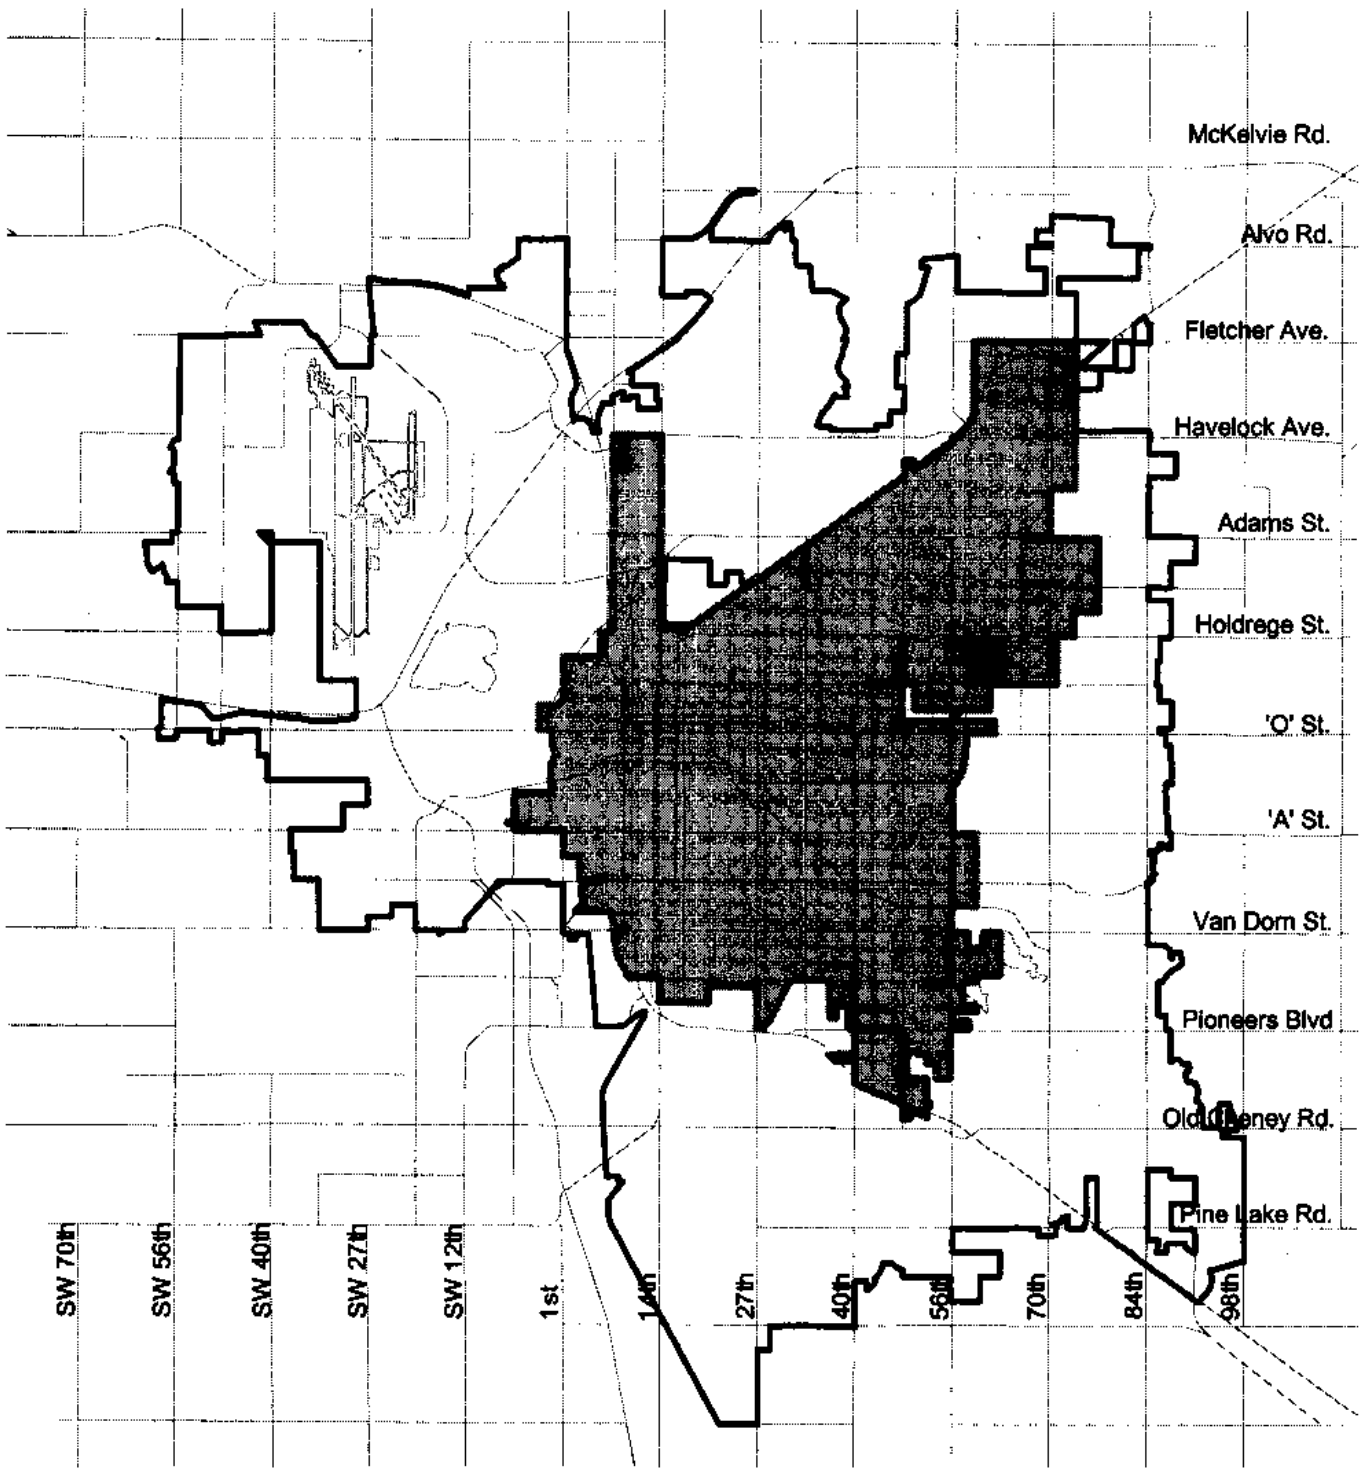 McKelvie Rd.
Alvo Rd.
Fletcher Ave.
Havelock Ave.
Adams St.
Holdrege St.
'O' St.
'A' St.
Van Dorn St.
Pioneers Blvd
Old Cheney Rd.
Pine Lake Rd.
SW 70th
SW 56th
SW 40th
SW 27th
SW 12th
1st
14th
27th
40th
56th
70th
84th
98th